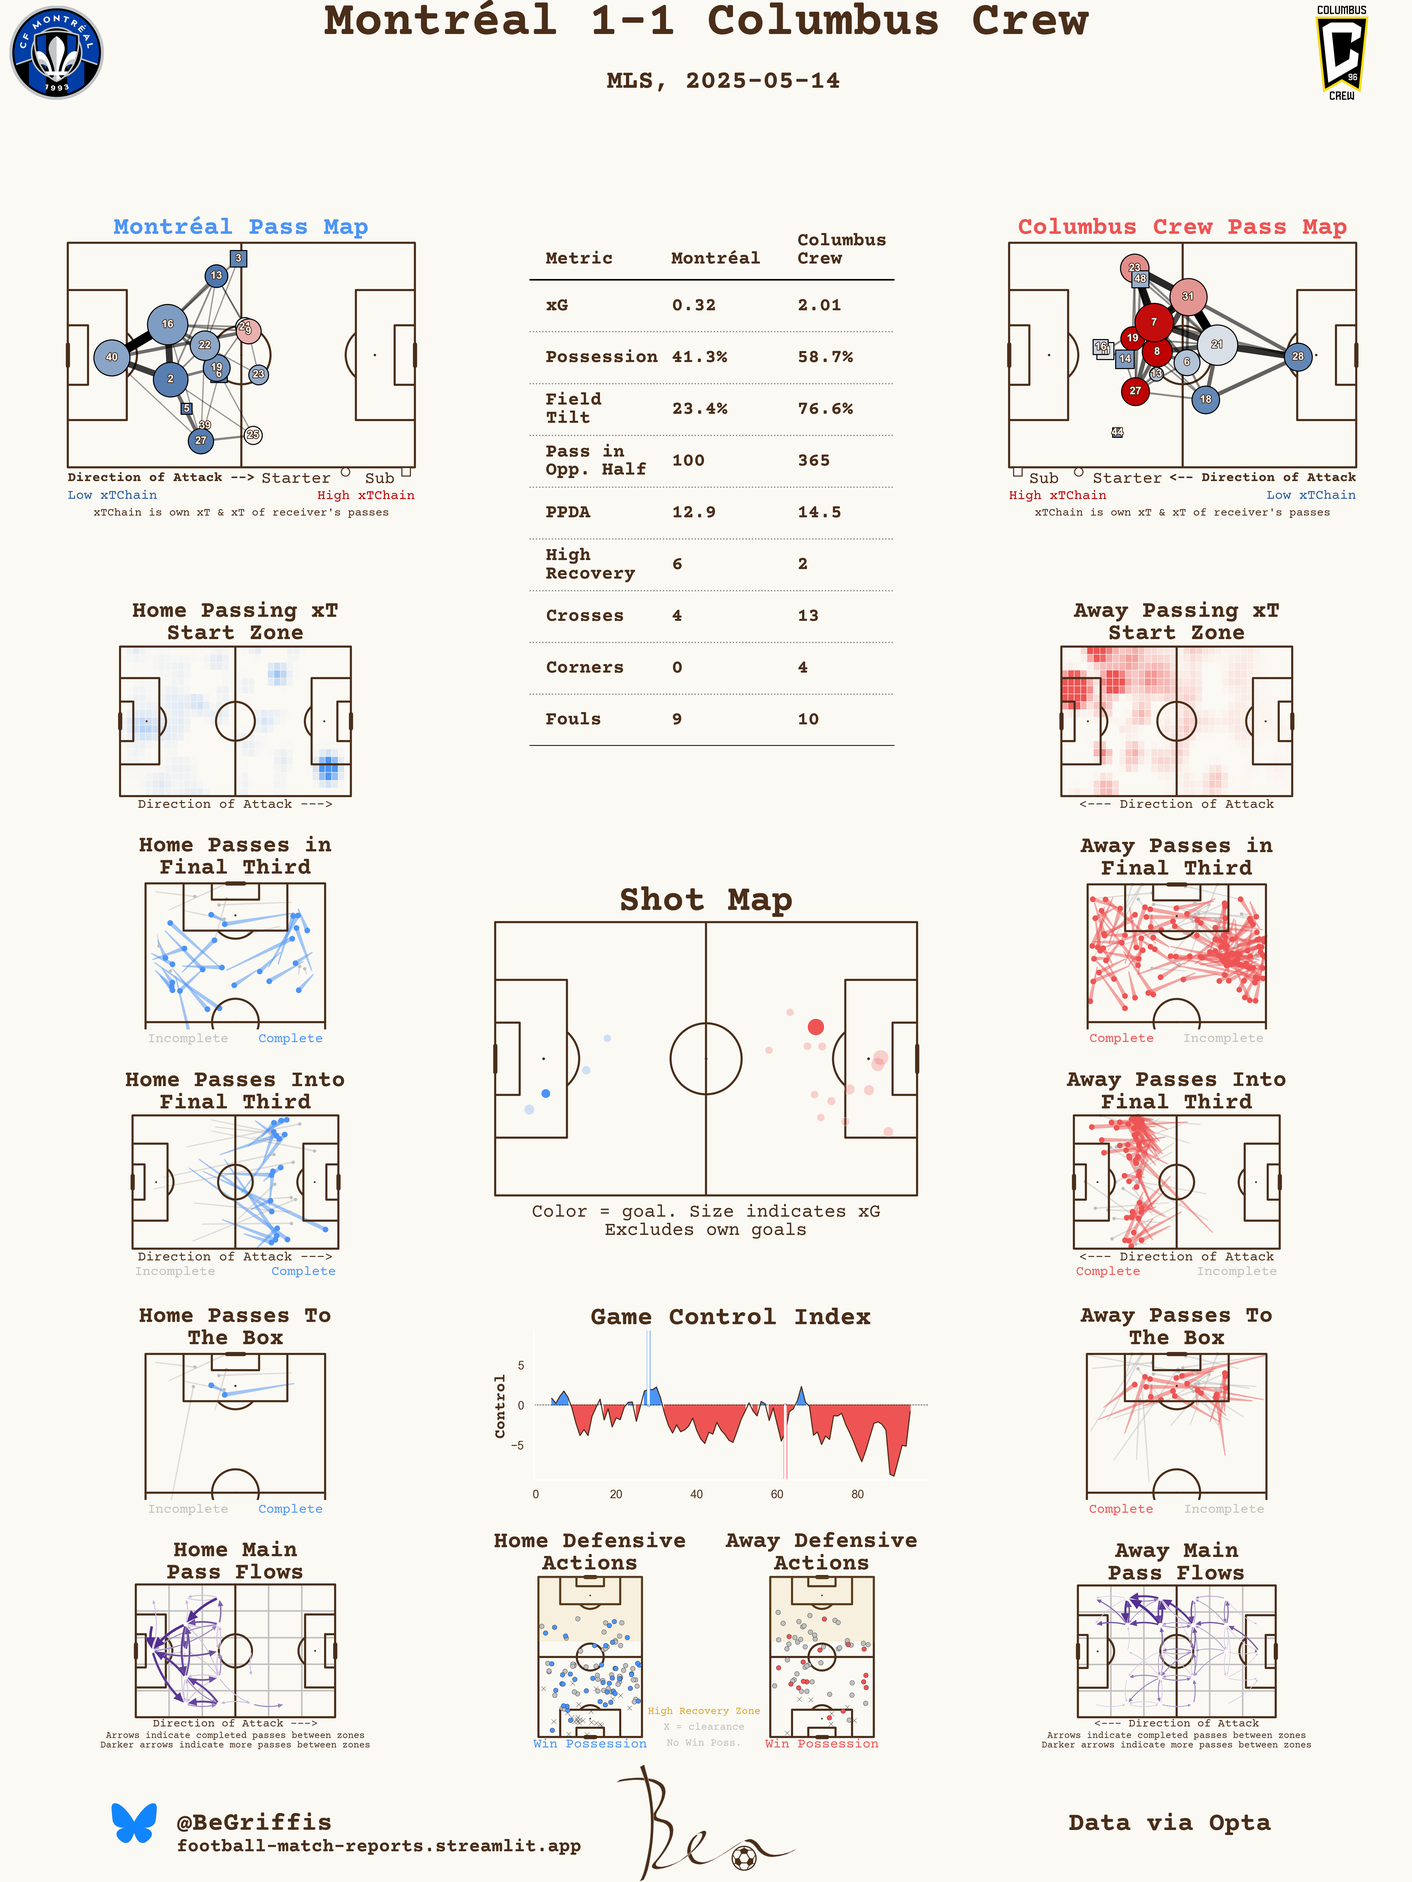 Montréal 1-1 Columbus Crew
MLS, 2025-05-14
CF MONTRÉAL
1993
COLUMBUS
96
CREW
Montréal Pass Map
3
13
16
24
9
22
40
2
19
6
23
5
39
27
25
Direction of Attack --> Starter Sub
Low xTChain High xTChain
xTChain is own xT & xT of receiver's passes
Metric Montréal Columbus Crew
xG 0.32 2.01
Possession 41.3% 58.7%
Field Tilt 23.4% 76.6%
Pass in Opp. Half 100 365
PPDA 12.9 14.5
High Recovery 6 2
Crosses 4 13
Corners 0 4
Fouls 9 10
Columbus Crew Pass Map
23
48
31
7
19
16
8
21
14
6
28
13
27
18
44
Sub Starter <-- Direction of Attack
High xTChain Low xTChain
xTChain is own xT & xT of receiver's passes
Home Passing xT
Start Zone
Direction of Attack --->
Away Passing xT
Start Zone
<--- Direction of Attack
Home Passes in
Final Third
Incomplete Complete
Away Passes in
Final Third
Complete Incomplete
Shot Map
Color = goal. Size indicates xG
Excludes own goals
Home Passes Into
Final Third
Direction of Attack --->
Incomplete Complete
Away Passes Into
Final Third
<--- Direction of Attack
Complete Incomplete
Home Passes To
The Box
Incomplete Complete
Game Control Index
Control
5
0
−5
0 20 40 60 80
Away Passes To
The Box
Complete Incomplete
Home Main
Pass Flows
Direction of Attack --->
Arrows indicate completed passes between zones
Darker arrows indicate more passes between zones
Home Defensive
Actions
Win Possession
Away Defensive
Actions
High Recovery Zone
X = clearance
No Win Poss.
Win Possession
Away Main
Pass Flows
<--- Direction of Attack
Arrows indicate completed passes between zones
Darker arrows indicate more passes between zones
@BeGriffis
football-match-reports.streamlit.app
Ben
Data via Opta